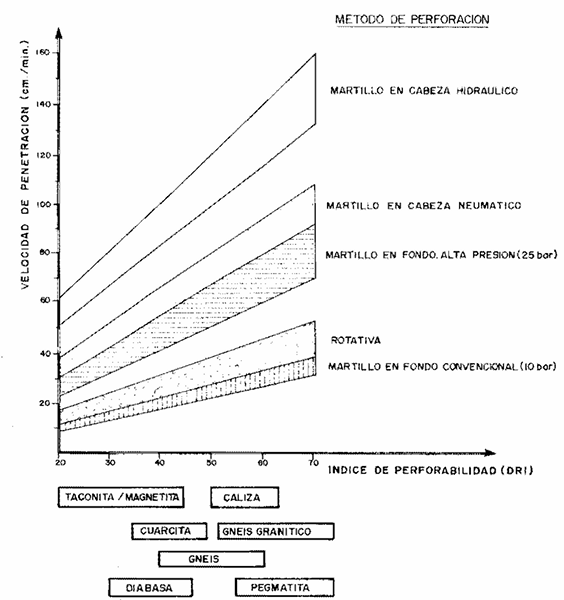 METODO DE PERFORACION
VELOCIDAD DE PENETRACION (cm./min.)
160
140
120
100
80
60
40
20
MARTILLO EN CABEZA HIDRAULICO
MARTILLO EN CABEZA NEUMATICO
MARTILLO EN FONDO. ALTA PRESION (25 bar)
ROTATIVA
MARTILLO EN FONDO CONVENCIONAL (10 bar)
20 30 40 50 60 70
INDICE DE PERFORABILIDAD (DRI)
TACONITA / MAGNETITA
CALIZA
CUARCITA
GNEIS GRANITICO
GNEIS
DIABASA
PEGMATITA